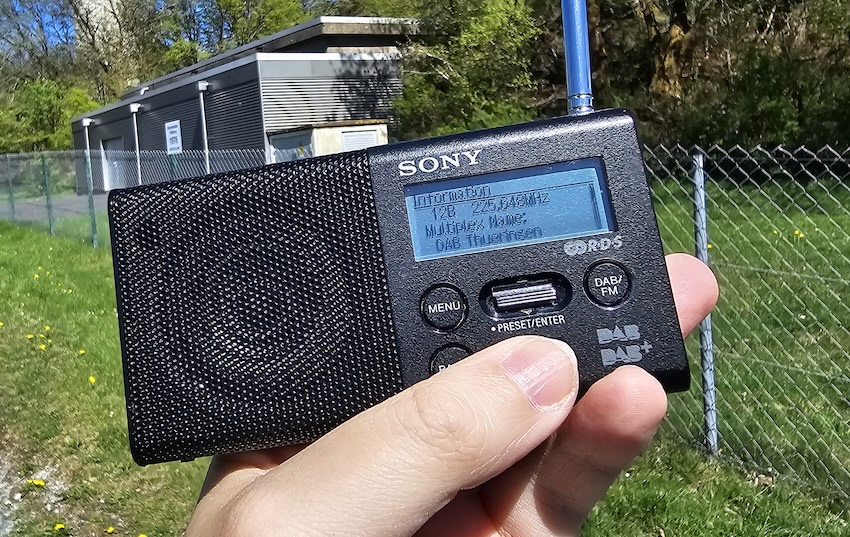 SONY
Information
12B 225,648MHz
Multiplex Name:
DAB Thueringen
RDS
MENU
DAB/
FM
• PRESET/ENTER
DAB
DAB+